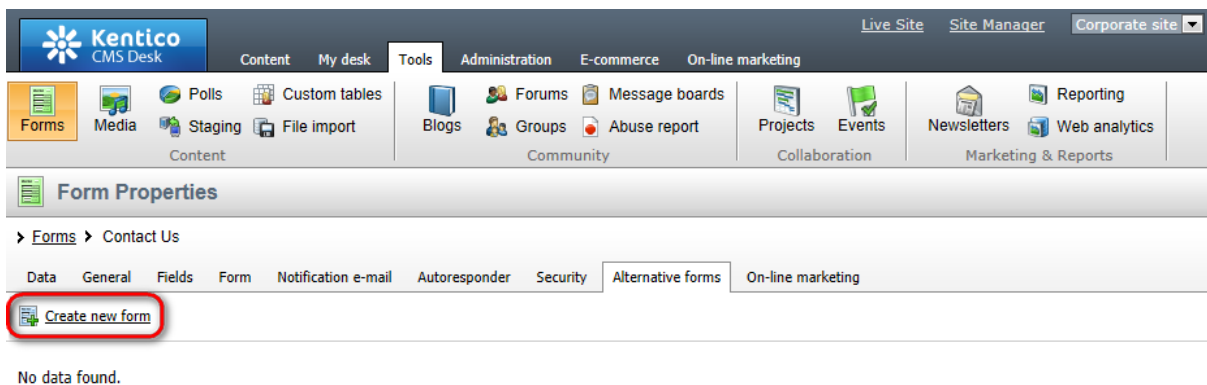 Live Site Site Manager Corporate site
Kentico
CMS Desk
Content My desk Tools Administration E-commerce On-line marketing
Forms Media Polls Custom tables Staging File import
Content
Blogs Forums Message boards Groups Abuse report
Community
Projects Events
Collaboration
Newsletters Reporting Web analytics
Marketing & Reports
Form Properties
Forms Contact Us
Data General Fields Form Notification e-mail Autoresponder Security Alternative forms On-line marketing
Create new form
No data found.